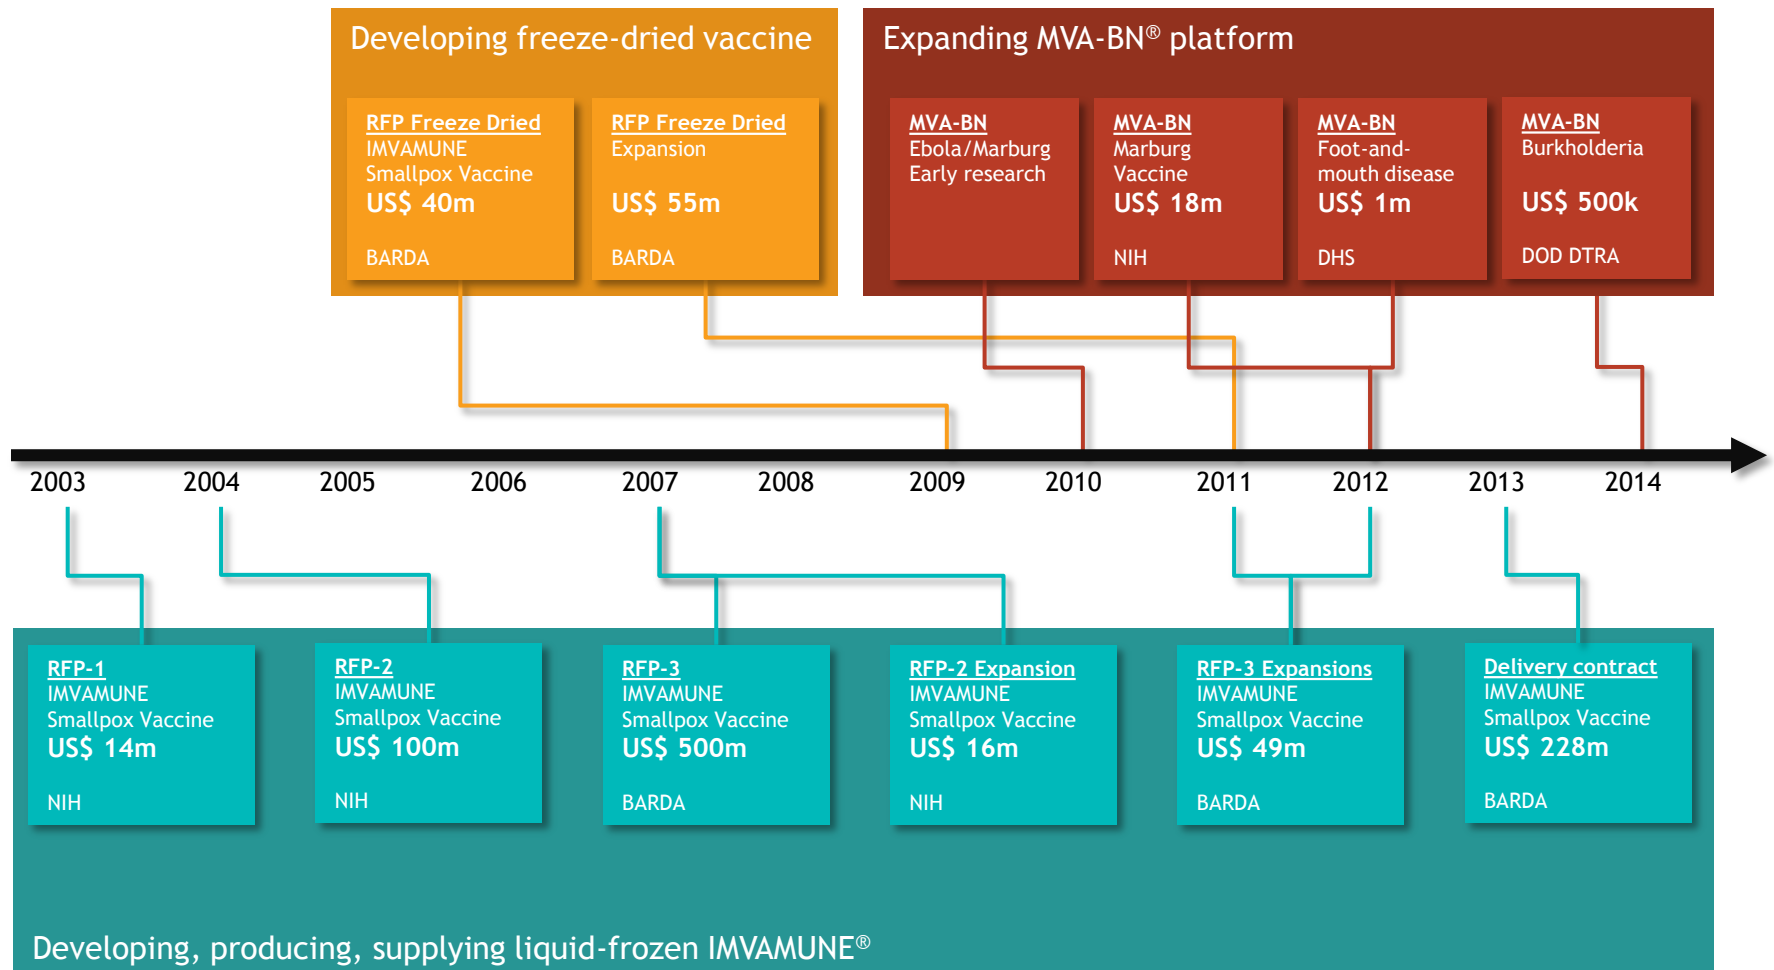 Developing freeze-dried vaccine
RFP Freeze Dried
IMVAMUNE
Smallpox Vaccine
US$ 40m
BARDA
RFP Freeze Dried
Expansion
US$ 55m
BARDA
Expanding MVA-BN® platform
MVA-BN
Ebola/Marburg
Early research
MVA-BN
Marburg
Vaccine
US$ 18m
NIH
MVA-BN
Foot-and-
mouth disease
US$ 1m
DHS
MVA-BN
Burkholderia
US$ 500k
DOD DTRA
2003 2004 2005 2006 2007 2008 2009 2010 2011 2012 2013 2014
RFP-1
IMVAMUNE
Smallpox Vaccine
US$ 14m
NIH
RFP-2
IMVAMUNE
Smallpox Vaccine
US$ 100m
NIH
RFP-3
IMVAMUNE
Smallpox Vaccine
US$ 500m
BARDA
RFP-2 Expansion
IMVAMUNE
Smallpox Vaccine
US$ 16m
NIH
RFP-3 Expansions
IMVAMUNE
Smallpox Vaccine
US$ 49m
BARDA
Delivery contract
IMVAMUNE
Smallpox Vaccine
US$ 228m
BARDA
Developing, producing, supplying liquid-frozen IMVAMUNE®